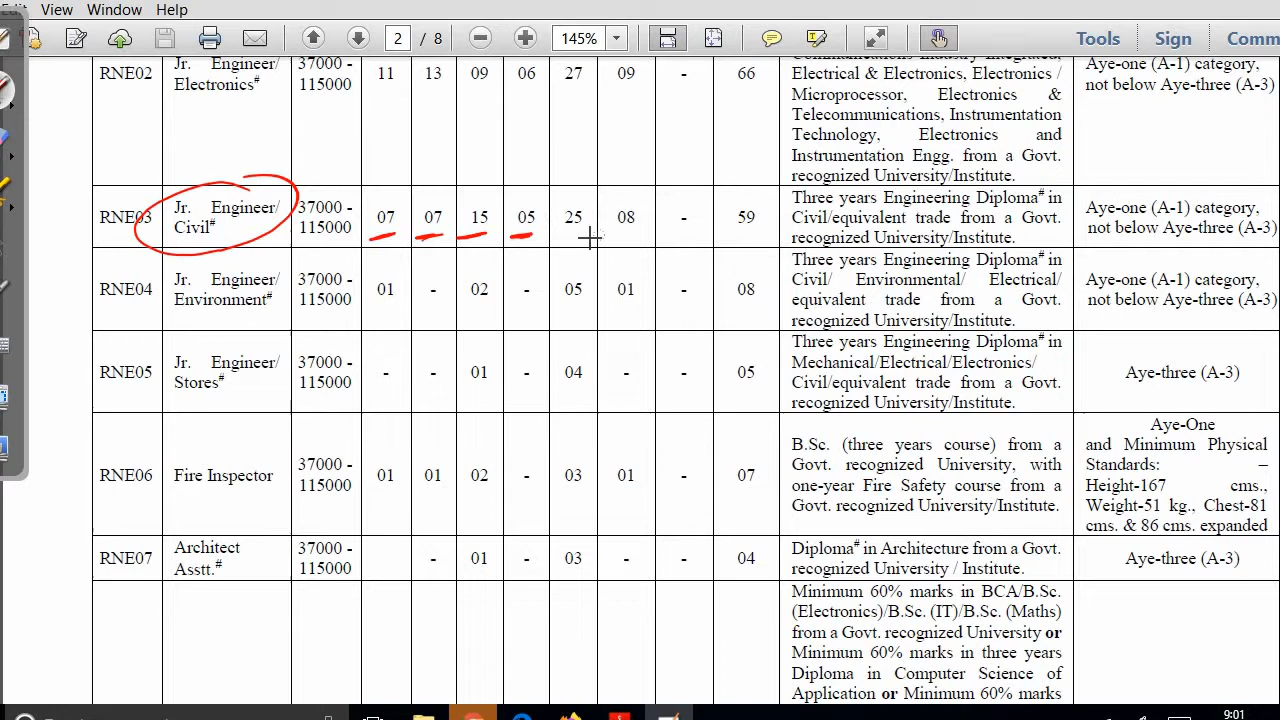 View Window Help
2 / 8 145% Tools Sign Comm
RNE02 Jr. Engineer/ Electronics# 37000 - 115000 11 13 09 06 27 09 - 66
Electrical & Electronics, Electronics /
Microprocessor, Electronics &
Telecommunications, Instrumentation
Technology, Electronics and
Instrumentation Engg. from a Govt.
recognized University/Institute.
Aye-one (A-1) category,
not below Aye-three (A-3)
RNE03 Jr. Engineer/ Civil# 37000 - 115000 07 07 15 05 25 08 - 59
Three years Engineering Diploma# in
Civil/equivalent trade from a Govt.
recognized University/Institute.
Aye-one (A-1) category,
not below Aye-three (A-3)
RNE04 Jr. Engineer/ Environment# 37000 - 115000 01 - 02 - 05 01 - 08
Three years Engineering Diploma# in
Civil/ Environmental/ Electrical/
equivalent trade from a Govt.
recognized University/Institute.
Aye-one (A-1) category,
not below Aye-three (A-3)
RNE05 Jr. Engineer/ Stores# 37000 - 115000 - - 01 - 04 - - 05
Three years Engineering Diploma# in
Mechanical/Electrical/Electronics/
Civil/equivalent trade from a Govt.
recognized University/Institute.
Aye-three (A-3)
RNE06 Fire Inspector 37000 - 115000 01 01 02 - 03 01 - 07
B.Sc. (three years course) from a
Govt. recognized University, with
one-year Fire Safety course from a
Govt. recognized University/Institute.
Aye-One
and Minimum Physical
Standards: –
Height-167 cms.,
Weight-51 kg., Chest-81
cms. & 86 cms. expanded
RNE07 Architect Asstt.# 37000 - 115000 - 01 - 03 - - 04
Diploma# in Architecture from a Govt.
recognized University / Institute.
Aye-three (A-3)
Minimum 60% marks in BCA/B.Sc.
(Electronics)/B.Sc. (IT)/B.Sc. (Maths)
from a Govt. recognized University or
Minimum 60% marks in three years
Diploma in Computer Science of
Application or Minimum 60% marks
9:01